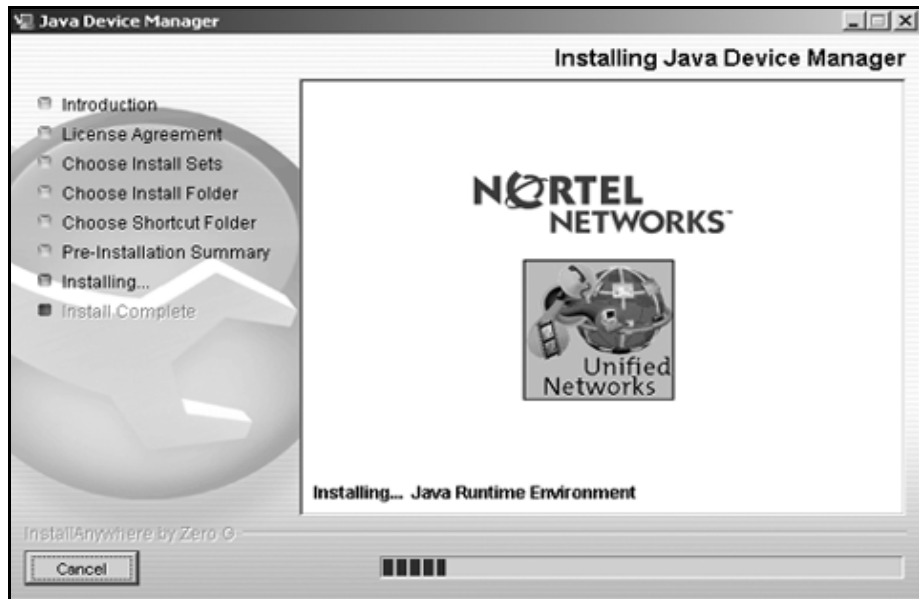 Java Device Manager
Installing Java Device Manager
Introduction
License Agreement
Choose Install Sets
Choose Install Folder
Choose Shortcut Folder
Pre-Installation Summary
Installing...
Install Complete
NORTEL
NETWORKS™
Unified
Networks
Installing... Java Runtime Environment
InstallAnywhere by Zero G
Cancel